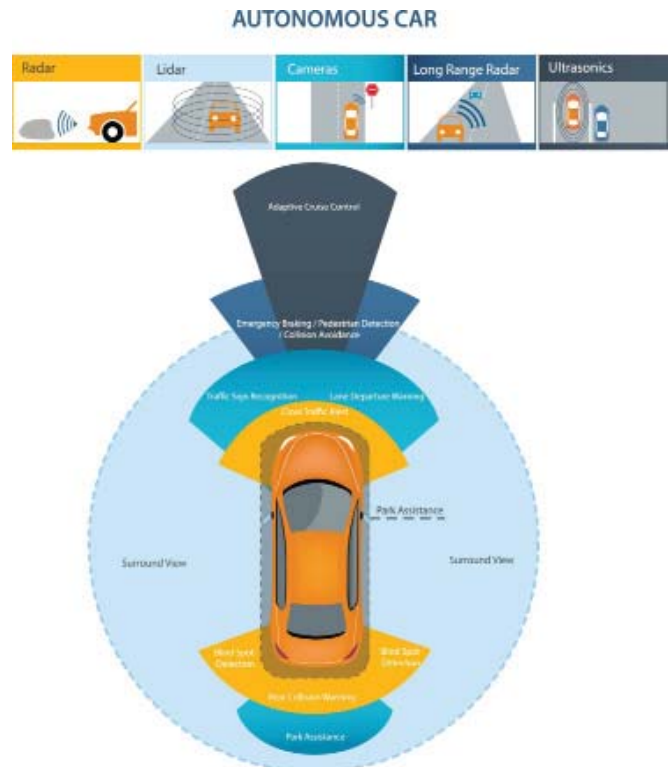 AUTONOMOUS CAR
Radar
Lidar
Cameras
Long Range Radar
Ultrasonics
Adaptive Cruise Control
Emergency Braking / Pedestrian Detection
/ Collision Avoidance
Traffic Sign Recognition
Lane Departure Warning
Cross Traffic Alert
Park Assistance
Surround View
Surround View
Blind Spot
Detection
Blind Spot
Detection
Rear Collision Warning
Park Assistance